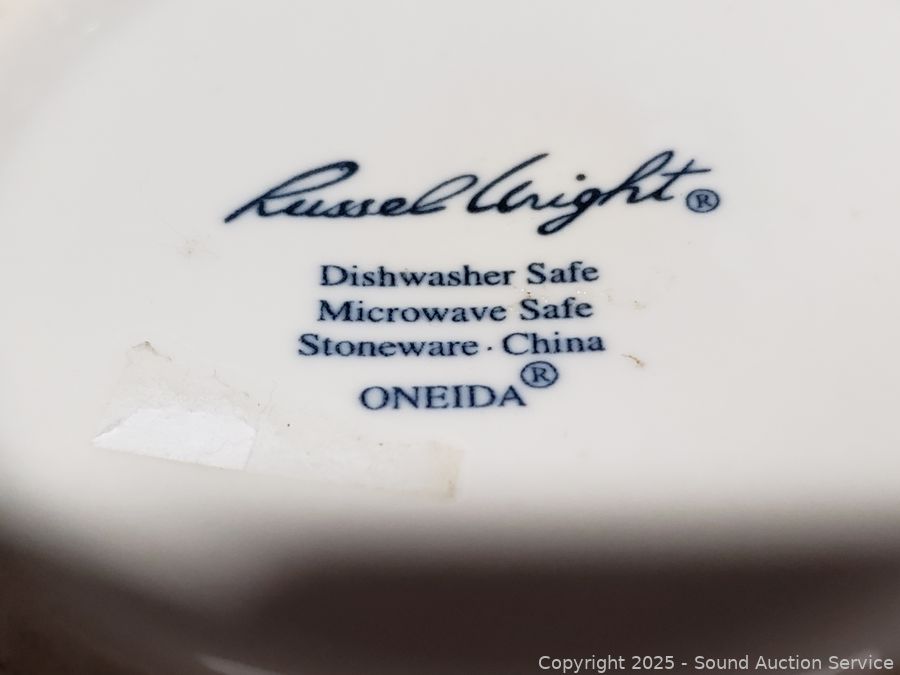 Russel Wright®
Dishwasher Safe
Microwave Safe
Stoneware · China
ONEIDA®
Copyright 2025 - Sound Auction Service